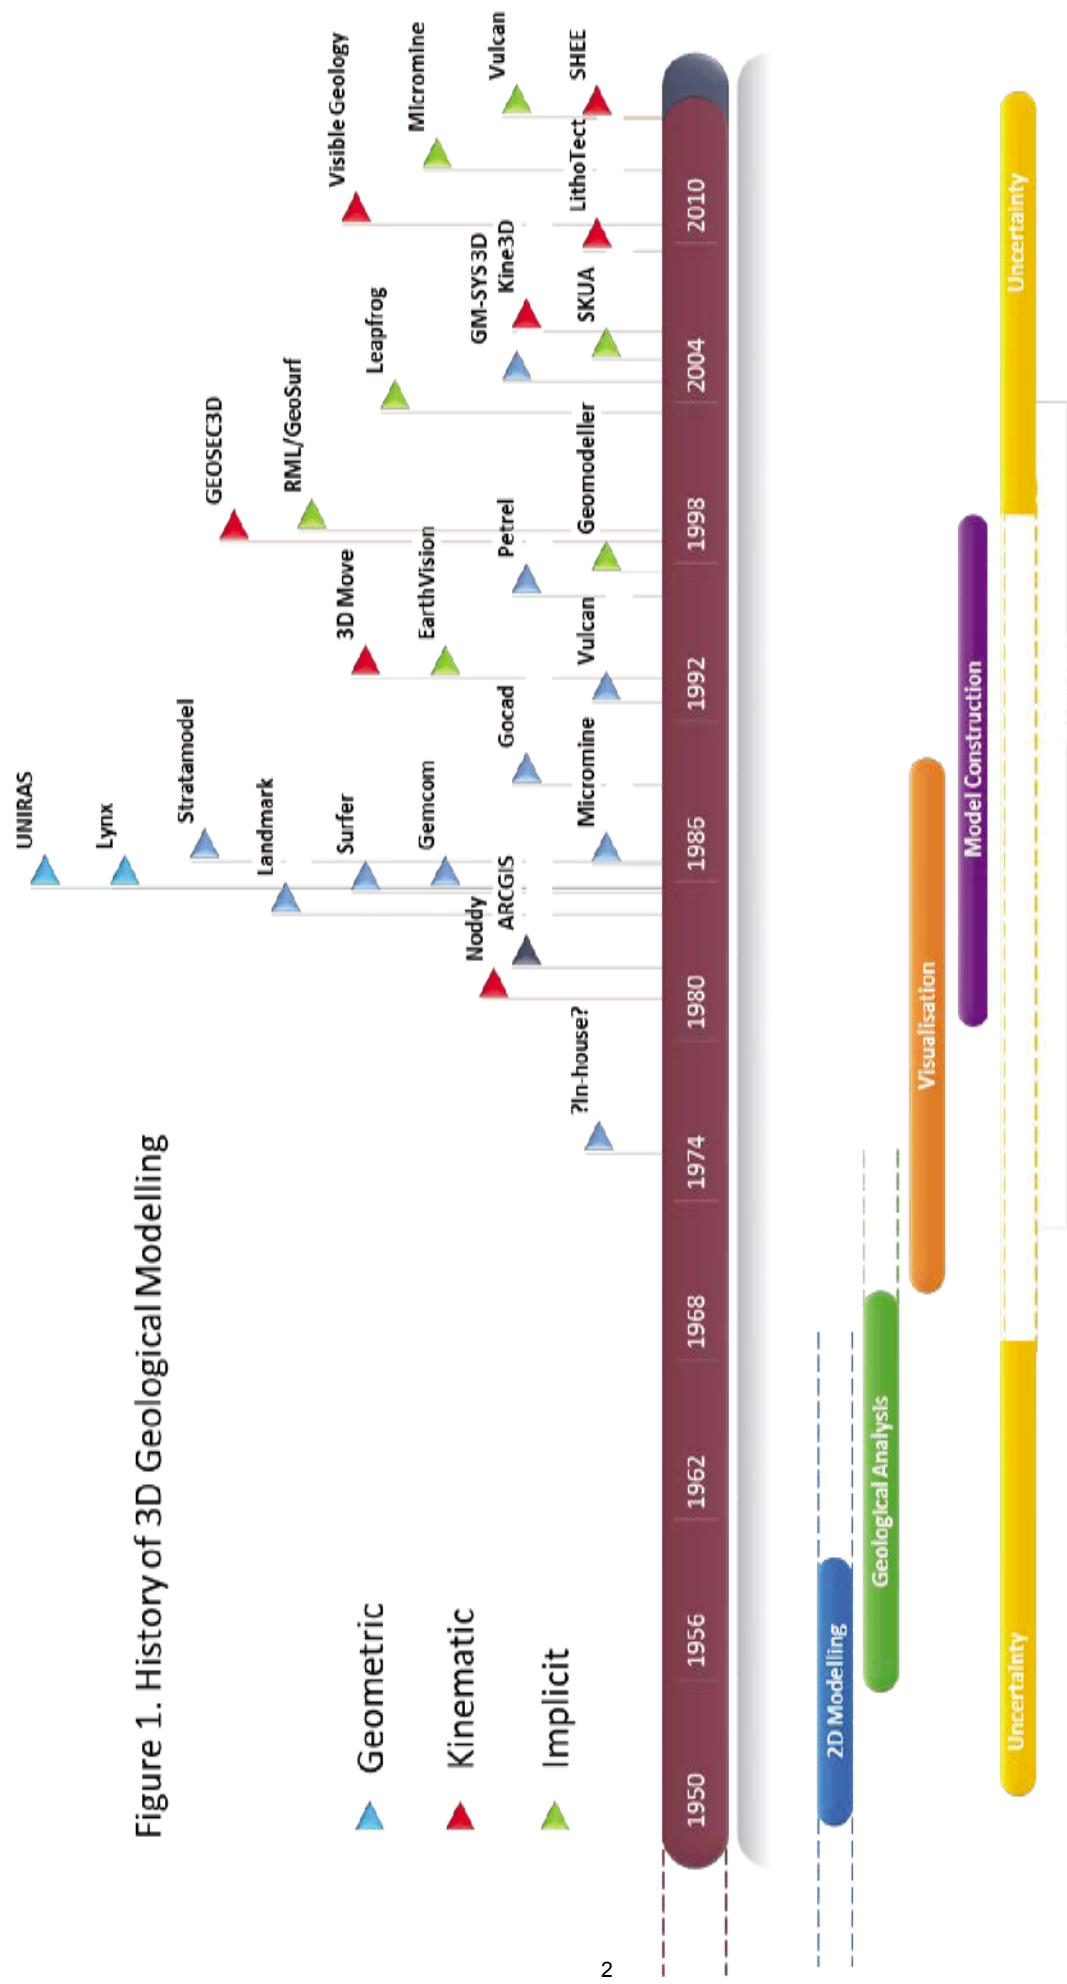 Figure 1. History of 3D Geological Modelling
Geometric
Kinematic
Implicit
UNIRAS
Lynx
Stratamodel
Landmark
Surfer
Gemcom
Noddy
ARCGIS
?In-house?
Micromine
Gocad
Vulcan
3D Move
EarthVision
Petrel
Geomodeller
GEOSEC3D
RML/GeoSurf
Leapfrog
GM-SYS 3D
Kine3D
SKUA
LithoTect
Visible Geology
Micromine
Vulcan
SHEE
1950
1956
1962
1968
1974
1980
1986
1992
1998
2004
2010
2D Modelling
Geological Analysis
Visualisation
Model Construction
Uncertainty
Uncertainty
2